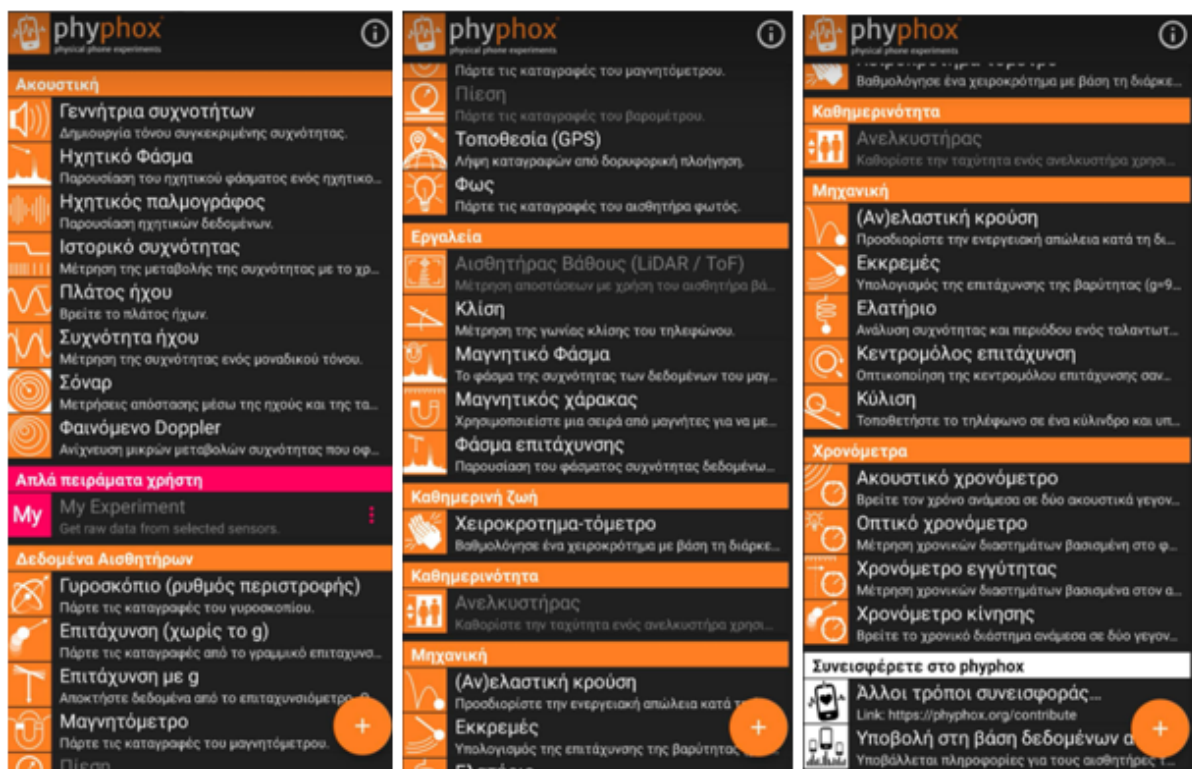 phyphox
physical phone experiments
Ακουστική
Γεννήτρια συχνοτήτων
Δημιουργία τόνου συγκεκριμένης συχνότητας.
Ηχητικό Φάσμα
Παρουσίαση του ηχητικού φάσματος ενός ηχητικο...
Ηχητικός παλμογράφος
Παρουσίαση ηχητικών δεδομένων.
Ιστορικό συχνότητας
Μέτρηση της μεταβολής της συχνότητας με το χρ...
Πλάτος ήχου
Βρείτε το πλάτος ήχων.
Συχνότητα ήχου
Μέτρηση της συχνότητας ενός μοναδικού τόνου.
Σόναρ
Μετρήσεις απόστασης μέσω της ηχούς και της τα...
Φαινόμενο Doppler
Ανίχνευση μικρών μεταβολών συχνότητας που οφ...
Απλά πειράματα χρήστη
My
My Experiment
Get raw data from selected sensors.
Δεδομένα Αισθητήρων
Γυροσκόπιο (ρυθμός περιστροφής)
Πάρτε τις καταγραφές του γυροσκοπίου.
Επιτάχυνση (χωρίς το g)
Πάρτε τις καταγραφές από το γραμμικό επιταχυνσ...
Επιτάχυνση με g
Αποκτήστε δεδομένα από το επιταχυνσιόμετρο.
Μαγνητόμετρο
Πάρτε τις καταγραφές του μαγνητόμετρου.
Πίεση
+
phyphox
physical phone experiments
Πάρτε τις καταγραφές του μαγνητόμετρου.
Πίεση
Πάρτε τις καταγραφές του βαρομέτρου.
Τοποθεσία (GPS)
Λήψη καταγραφών από δορυφορική πλοήγηση.
Φως
Πάρτε τις καταγραφές του αισθητήρα φωτός.
Εργαλεία
Αισθητήρας Βάθους (LiDAR / ToF)
Μέτρηση αποστάσεων με χρήση του αισθητήρα βά...
Κλίση
Μέτρηση της γωνίας κλίσης του τηλεφώνου.
Μαγνητικό Φάσμα
Το φάσμα της συχνότητας των δεδομένων του μαγ...
Μαγνητικός χάρακας
Χρησιμοποιείστε μια σειρά από μαγνήτες για να με...
Φάσμα επιτάχυνσης
Παρουσίαση του φάσματος συχνότητας δεδομένω...
Καθημερινή ζωή
Χειροκροτημα-τόμετρο
Βαθμολόγησε ένα χειροκρότημα με βάση τη διάρκε...
Καθημερινότητα
Ανελκυστήρας
Καθορίστε την ταχύτητα ενός ανελκυστήρα χρησι...
Μηχανική
(Αν)ελαστική κρούση
Προσδιορίστε την ενεργειακή απώλεια κατά
Εκκρεμές
Υπολογισμός της επιτάχυνσης της βαρύτητας
Ελατήριο
+
phyphox
physical phone experiments
Χειροκροτημα-τόμετρο
Βαθμολόγησε ένα χειροκρότημα με βάση τη διάρκε...
Καθημερινότητα
Ανελκυστήρας
Καθορίστε την ταχύτητα ενός ανελκυστήρα χρησι...
Μηχανική
(Αν)ελαστική κρούση
Προσδιορίστε την ενεργειακή απώλεια κατά τη δι...
Εκκρεμές
Υπολογισμός της επιτάχυνσης της βαρύτητας (g=9...
Ελατήριο
Ανάλυση συχνότητας και περιόδου ενός ταλαντωτ...
Κεντρομόλος επιτάχυνση
Οπτικοποίηση της κεντρομόλου επιτάχυνσης σαν...
Κύλιση
Τοποθετήστε το τηλέφωνο σε ένα κύλινδρο και υπ...
Χρονόμετρα
Ακουστικό χρονόμετρο
Βρείτε τον χρόνο ανάμεσα σε δύο ακουστικά γεγον...
Οπτικό χρονόμετρο
Μέτρηση χρονικών διαστημάτων βασισμένη στο φ...
Χρονόμετρο εγγύτητας
Μέτρηση χρονικών διαστημάτων βασισμένα στον α...
Χρονόμετρο κίνησης
Βρείτε το χρονικό διάστημα ανάμεσα σε δύο γεγον...
Συνεισφέρετε στο phyphox
Άλλοι τρόποι συνεισφοράς...
Link: https://phyphox.org/contribute
Υποβολή στη βάση δεδομένων
Υποβάλλεται πληροφορίες για τους αισθητήρες
+